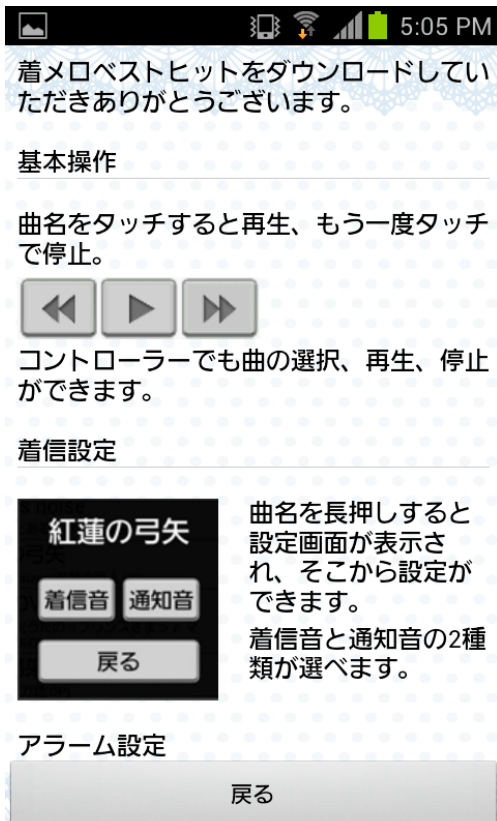 5:05 PM
着メロベストヒットをダウンロードしてい
ただきありがとうございます。
基本操作
曲名をタッチすると再生、もう一度タッチ
で停止。
コントローラーでも曲の選択、再生、停止
ができます。
着信設定
紅蓮の弓矢
着信音 通知音
戻る
曲名を長押しすると
設定画面が表示さ
れ、そこから設定が
できます。
着信音と通知音の2種
類が選べます。
アラーム設定
戻る